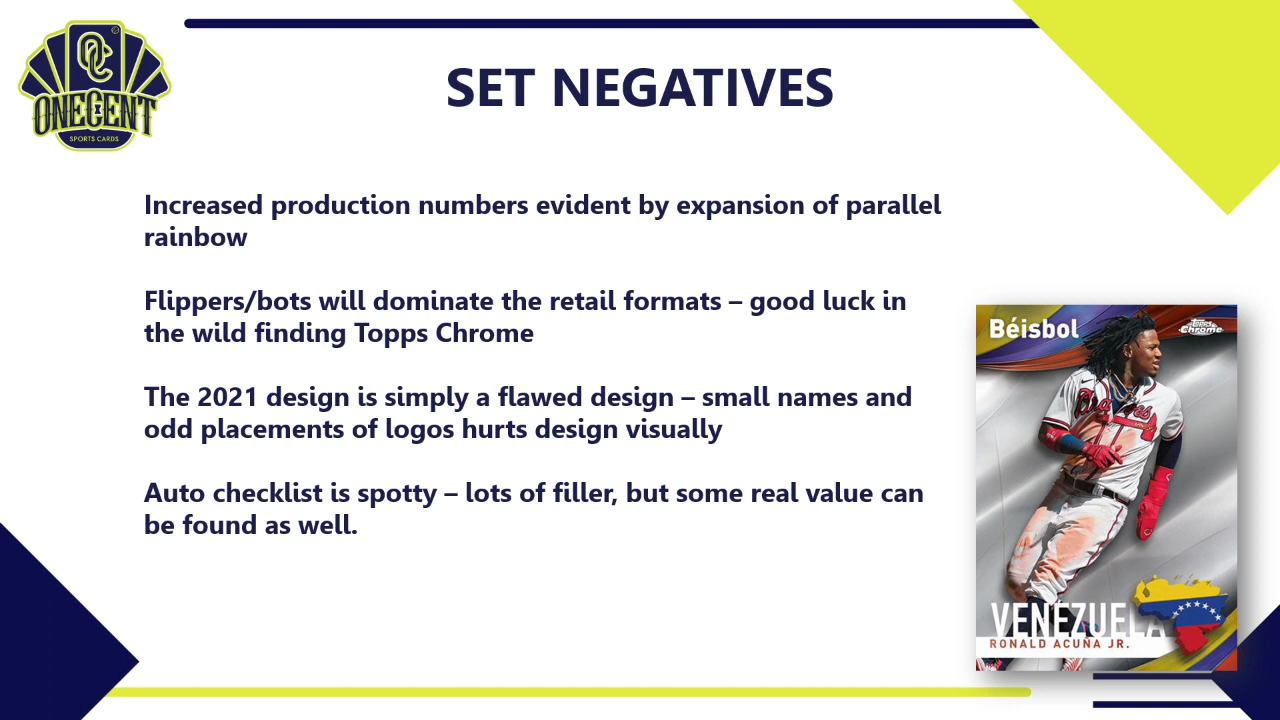 OC
ONECENT
SPORTS CARDS
SET NEGATIVES
Increased production numbers evident by expansion of parallel
rainbow
Flippers/bots will dominate the retail formats – good luck in
the wild finding Topps Chrome
The 2021 design is simply a flawed design – small names and
odd placements of logos hurts design visually
Auto checklist is spotty – lots of filler, but some real value can
be found as well.
Béisbol
Topps
Chrome
Braves
VENEZUELA
RONALD ACUÑA JR.